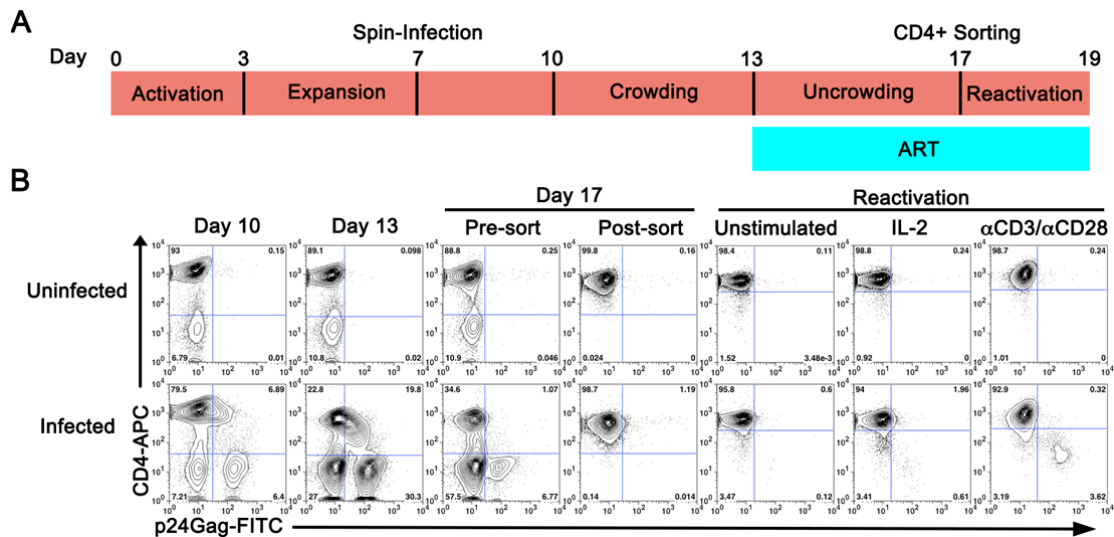 A
Spin-Infection CD4+ Sorting
Day 0 3 7 10 13 17 19
Activation Expansion Crowding Uncrowding Reactivation
ART
B
Day 17 Reactivation
Day 10 Day 13 Pre-sort Post-sort Unstimulated IL-2 αCD3/αCD28
Uninfected
93 0.15 89.1 0.098 88.8 0.25 99.8 0.16 98.4 0.11 98.8 0.24 98.7 0.24
6.79 0.01 10.8 0.02 10.9 0.046 0.024 0 1.52 3.48e-3 0.92 0 1.01 0
Infected
79.5 6.89 22.8 19.8 34.6 1.07 98.7 1.19 95.8 0.6 94 1.96 92.9 0.32
7.21 6.4 27 30.3 57.5 6.77 0.14 0.014 3.47 0.12 3.41 0.61 3.19 3.62
CD4-APC
p24Gag-FITC